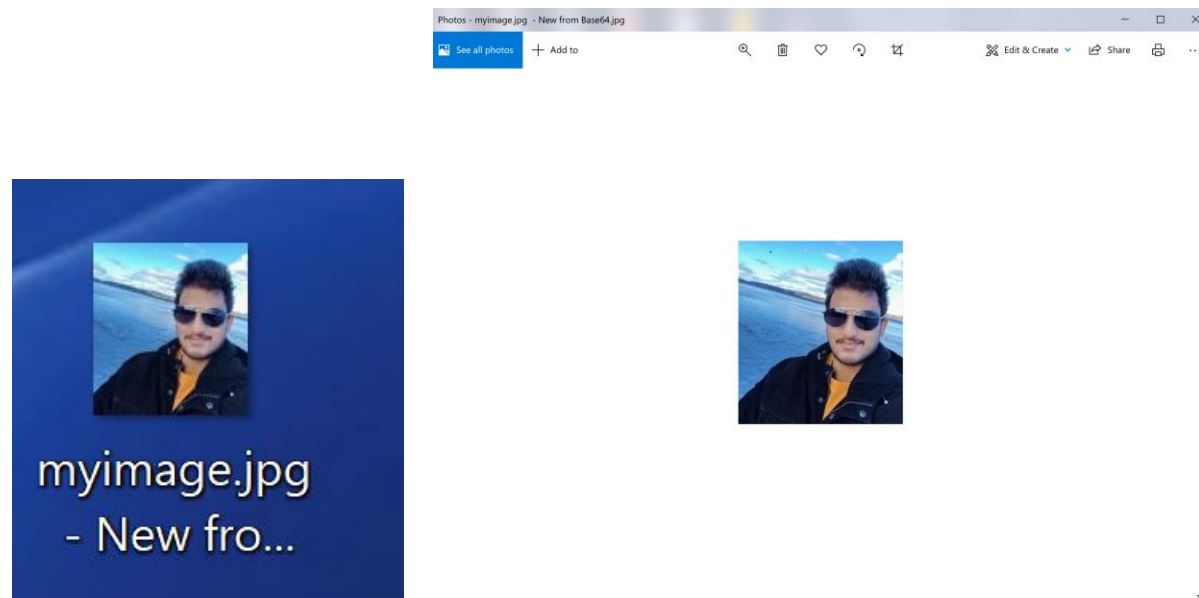 Photos - myimage.jpg - New from Base64.jpg
See all photos
Add to
Edit & Create
Share
myimage.jpg
- New fro...